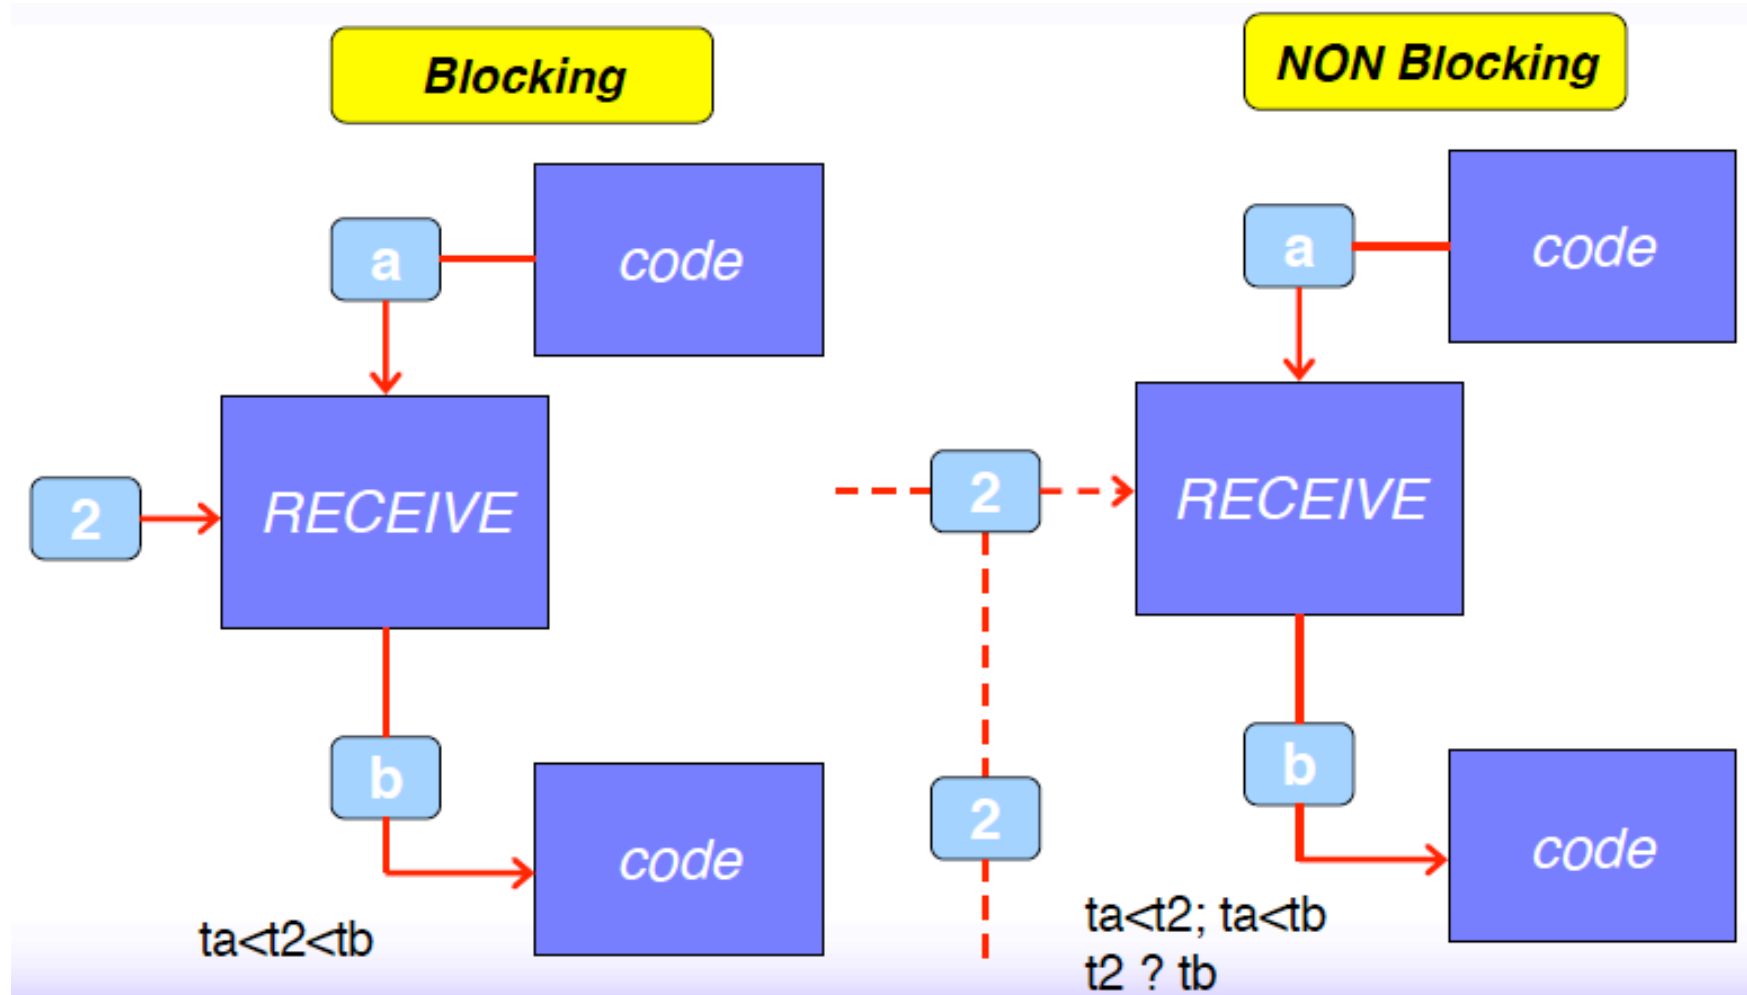 Blocking
a
code
2
RECEIVE
b
code
ta<t2<tb
NON Blocking
a
code
2
RECEIVE
2
b
code
ta<t2; ta<tb
t2 ? tb